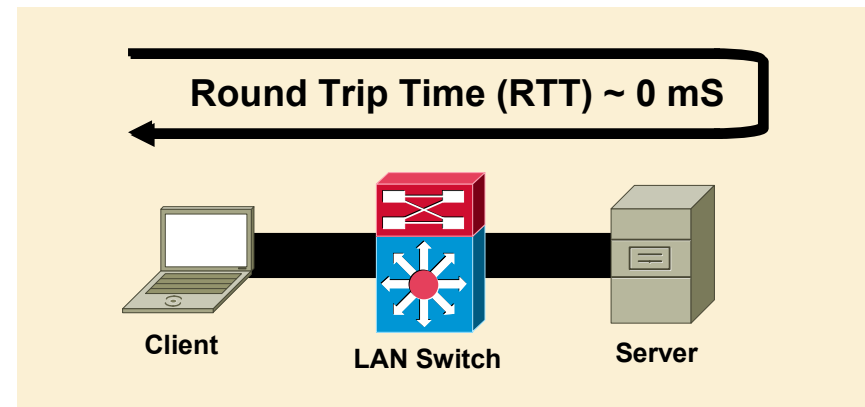 Round Trip Time (RTT) ~ 0 mS
Client
LAN Switch
Server